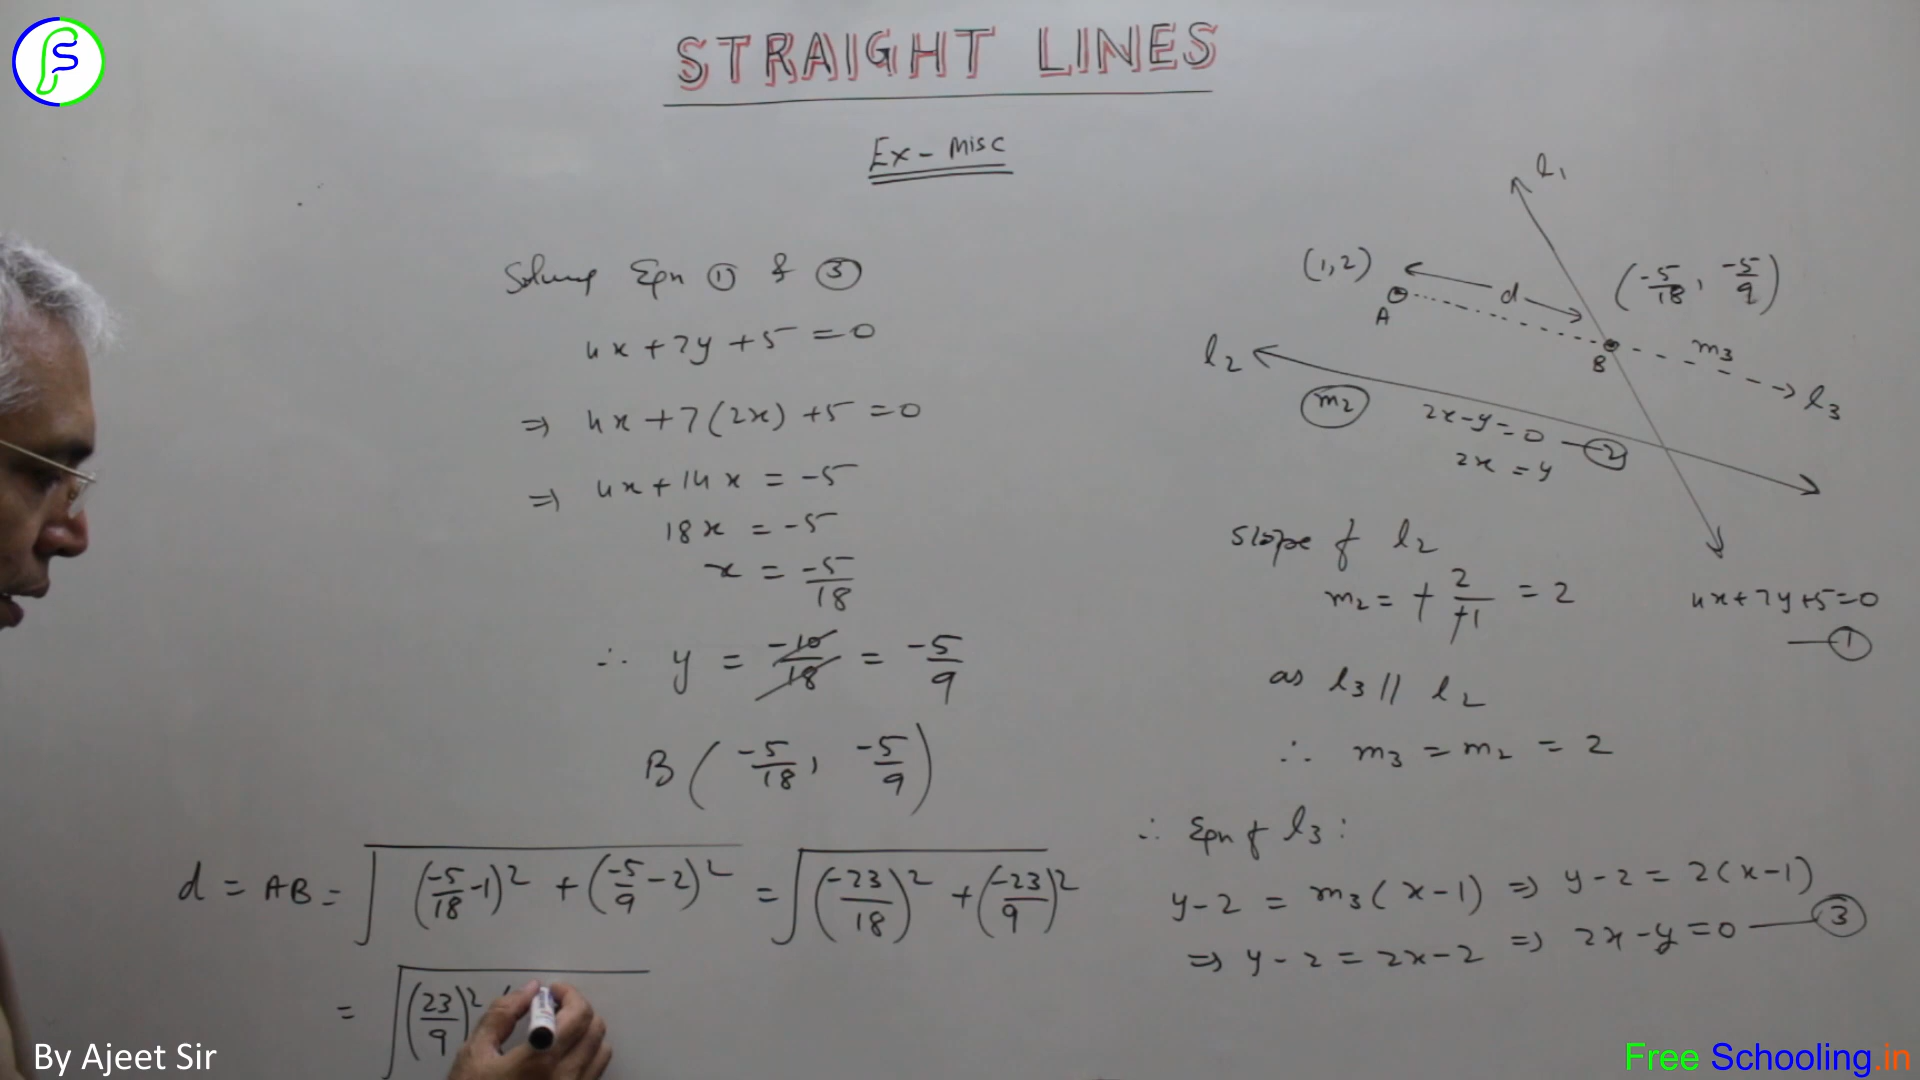 STRAIGHT LINES
Ex - Misc
Solving Eqn ① & ③
4x + 7y + 5 = 0
⇒ 4x + 7(2x) + 5 = 0
⇒ 4x + 14x = -5
18x = -5
x = -5/18
∴ y = -10/18 = -5/9
B (-5/18, -5/9)
d = AB = √((-5/18 - 1)² + (-5/9 - 2)²) = √((-23/18)² + (-23/9)²)
= √((23/9)²
l₁
(1,2)
d
(-5/18, -5/9)
A
B
m₃
l₂
l₃
m₂
2x - y = 0 — ②
2x = y
4x + 7y + 5 = 0
— ①
Slope of l₂
m₂ = + 2/+1 = 2
as l₃ || l₂
∴ m₃ = m₂ = 2
∴ Eqn of l₃ :
y - 2 = m₃(x - 1) ⇒ y - 2 = 2(x - 1)
⇒ y - 2 = 2x - 2 ⇒ 2x - y = 0 — ③
By Ajeet Sir
Free Schooling.in